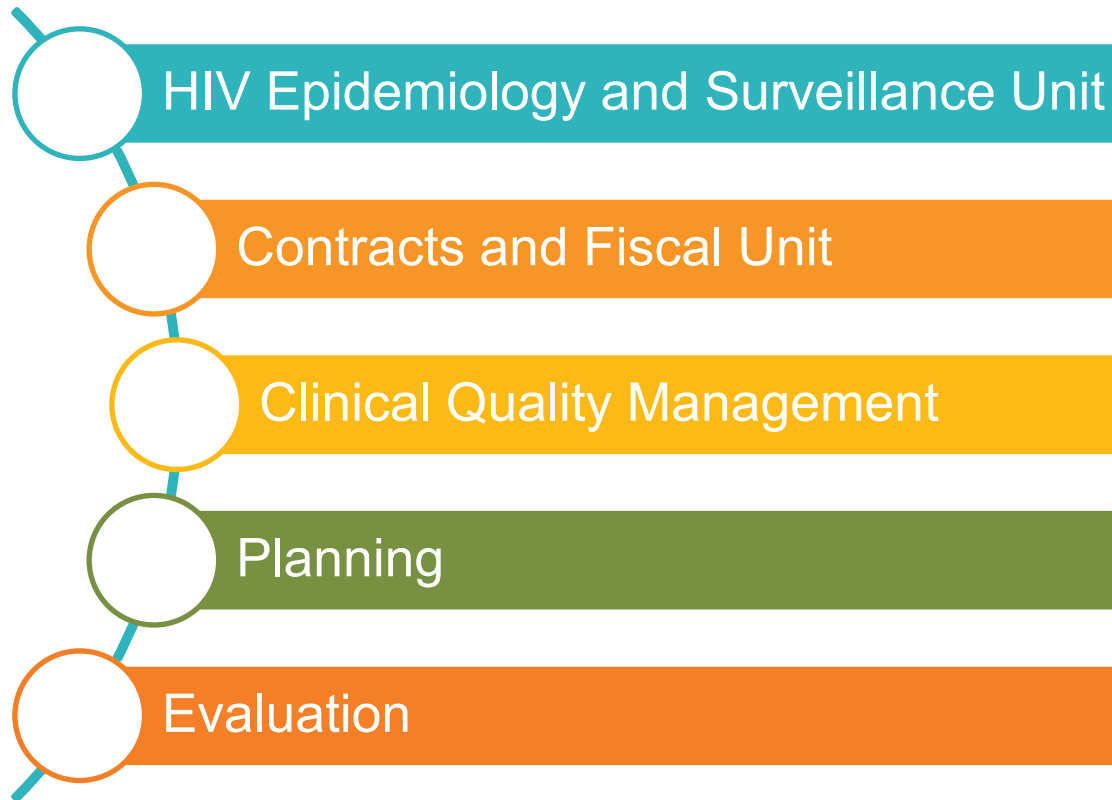 HIV Epidemiology and Surveillance Unit
Contracts and Fiscal Unit
Clinical Quality Management
Planning
Evaluation